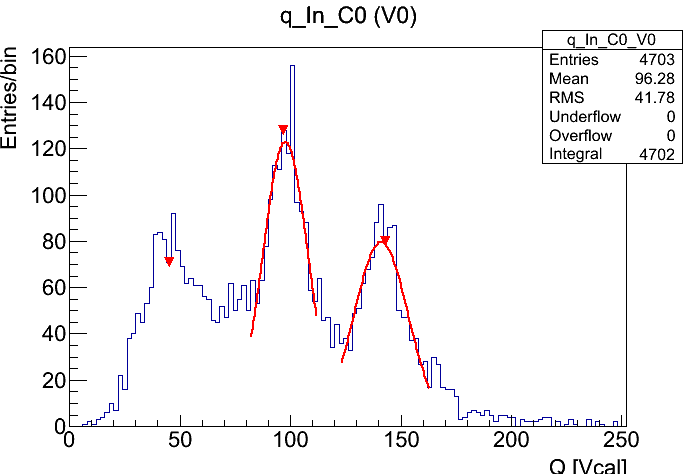 q_In_C0 (V0)
q_In_C0_V0
Entries 4703
Mean 96.28
RMS 41.78
Underflow 0
Overflow 0
Integral 4702
Entries/bin
160
140
120
100
80
60
40
20
0
0 50 100 150 200 250
Q [Vcal]